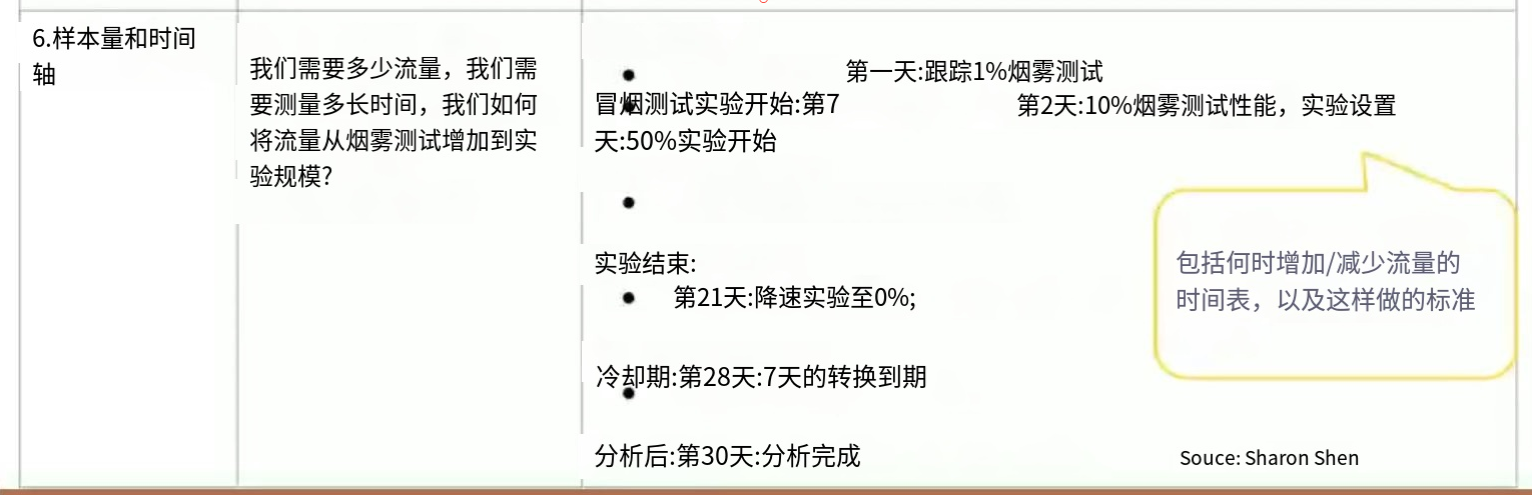 6.样本量和时间
轴
我们需要多少流量，我们需
要测量多长时间，我们如何
将流量从烟雾测试增加到实
验规模?
第一天:跟踪1%烟雾测试
冒烟测试实验开始:第7
第2天:10%烟雾测试性能，实验设置
天:50%实验开始
实验结束:
第21天:降速实验至0%;
冷却期:第28天:7天的转换到期
分析后:第30天:分析完成
包括何时增加/减少流量的
时间表，以及这样做的标准
Souce: Sharon Shen